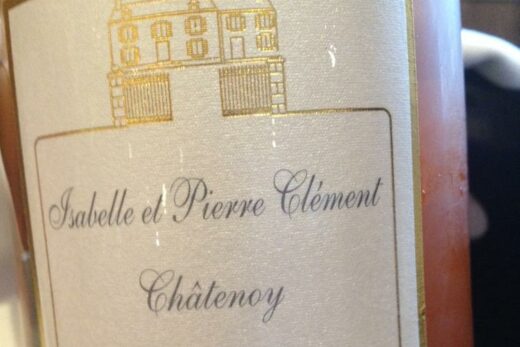 Isabelle et Pierre Clément
Châtenoy